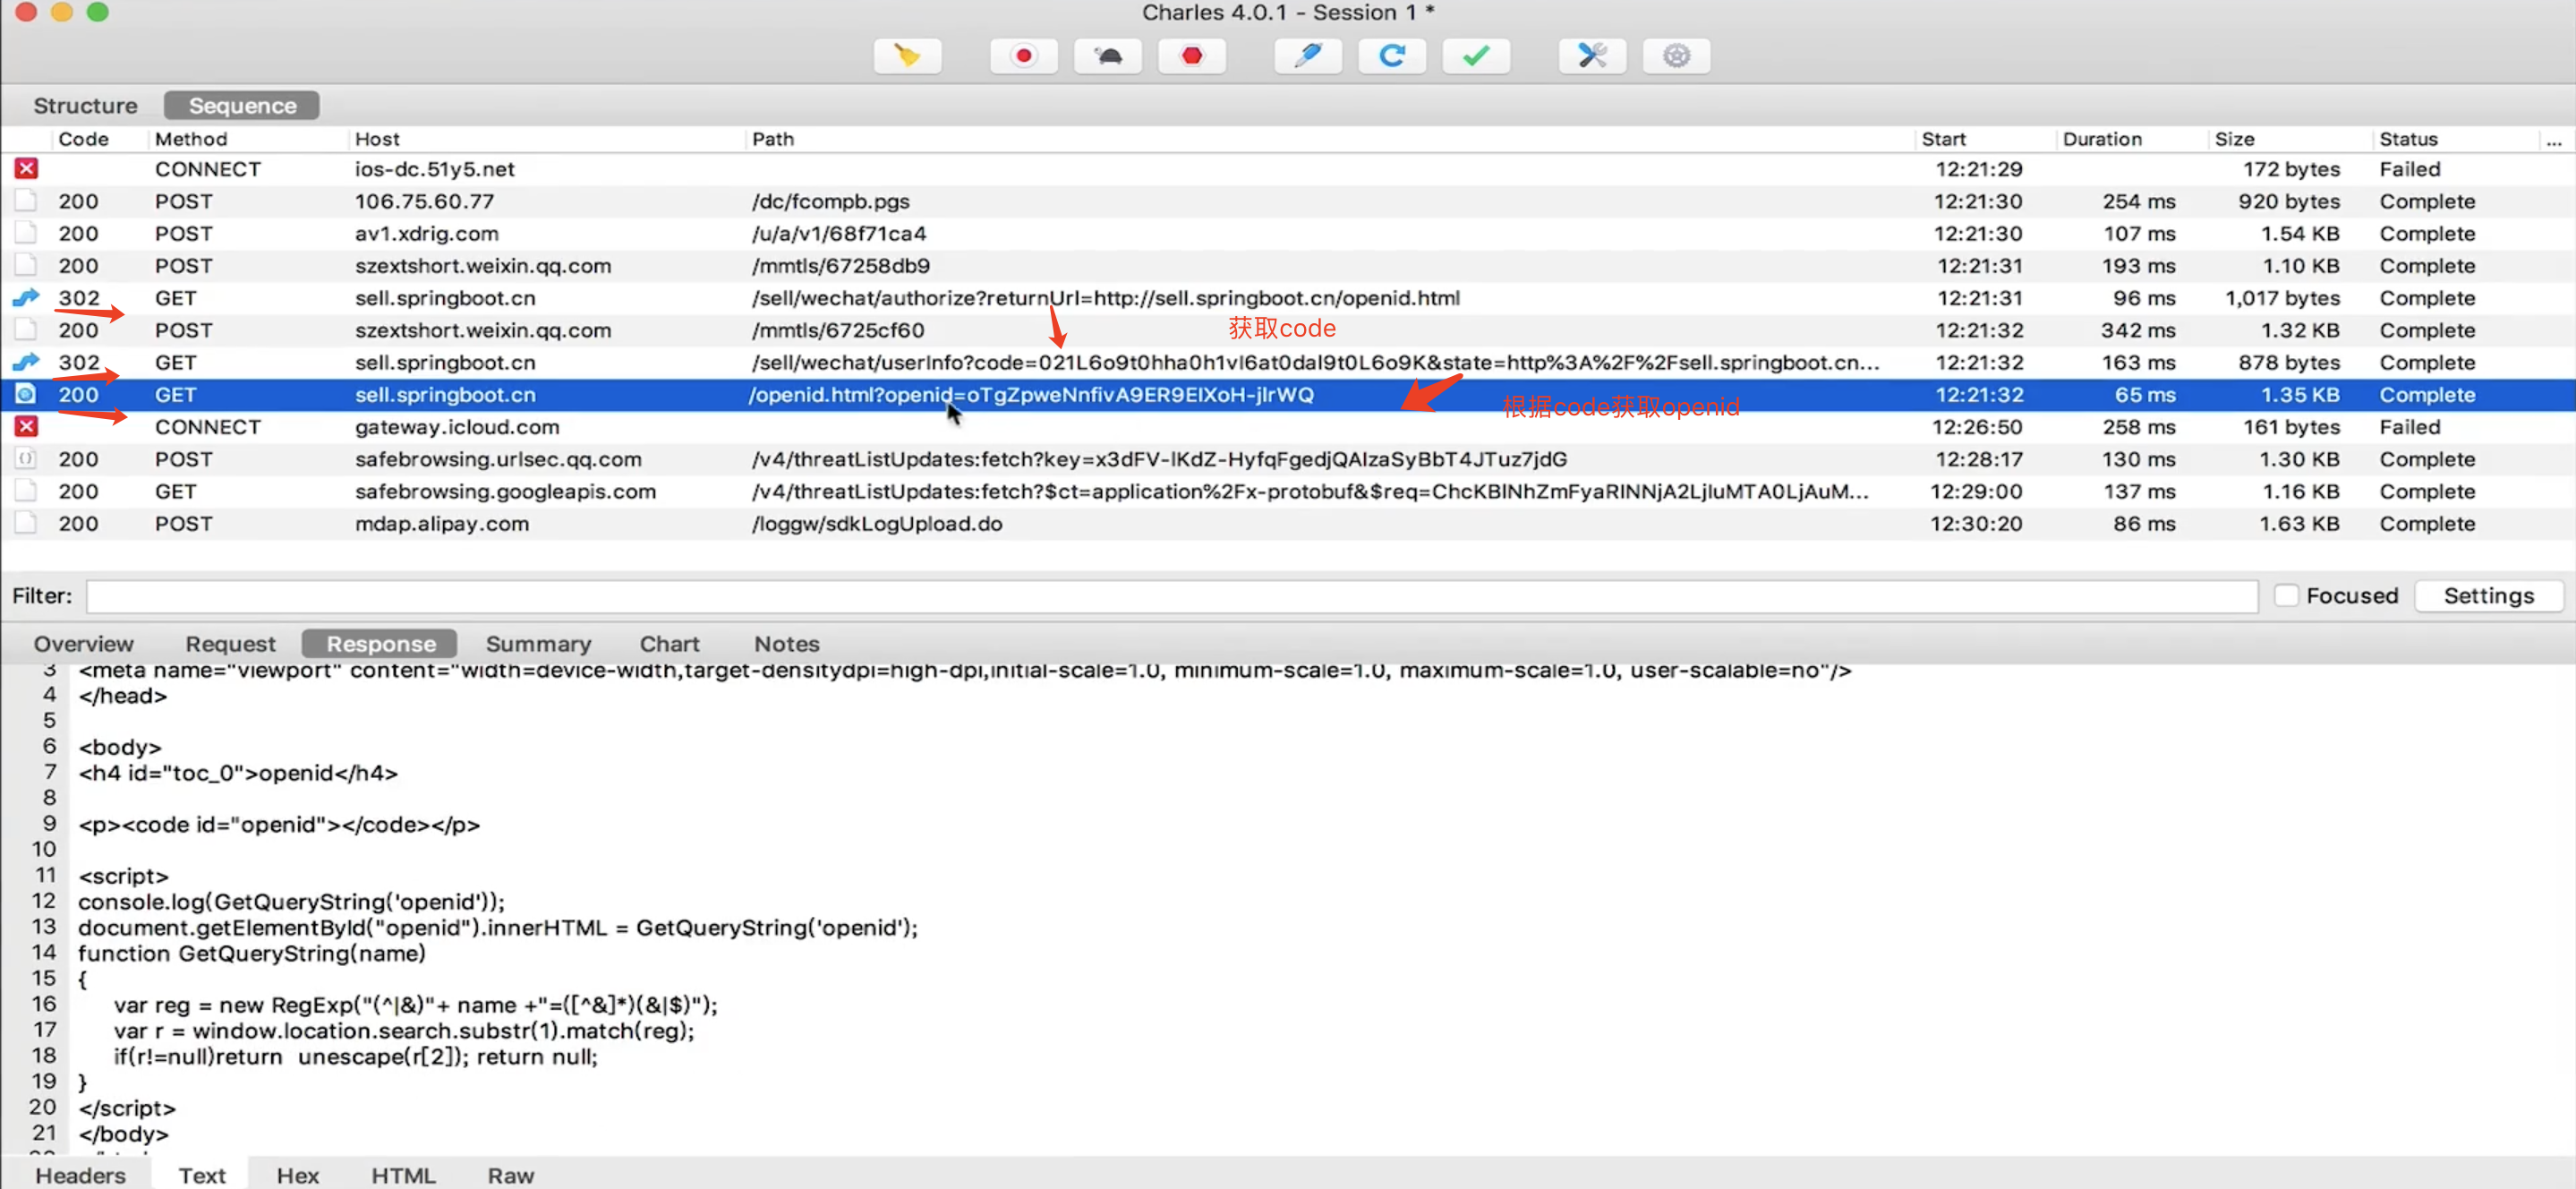 Charles 4.0.1 - Session 1 *
Structure Sequence
Code Method Host Path Start Duration Size Status ...
CONNECT ios-dc.51y5.net 12:21:29 172 bytes Failed
200 POST 106.75.60.77 /dc/fcompb.pgs 12:21:30 254 ms 920 bytes Complete
200 POST av1.xdrig.com /u/a/v1/68f71ca4 12:21:30 107 ms 1.54 KB Complete
200 POST szextshort.weixin.qq.com /mmtls/67258db9 12:21:31 193 ms 1.10 KB Complete
302 GET sell.springboot.cn /sell/wechat/authorize?returnUrl=http://sell.springboot.cn/openid.html 12:21:31 96 ms 1,017 bytes Complete
200 POST szextshort.weixin.qq.com /mmtls/6725cf60 12:21:32 342 ms 1.32 KB Complete
获取code
302 GET sell.springboot.cn /sell/wechat/userInfo?code=021L6o9t0hha0h1vl6at0dal9t0L6o9K&state=http%3A%2F%2Fsell.springboot.cn... 12:21:32 163 ms 878 bytes Complete
200 GET sell.springboot.cn /openid.html?openid=oTgZpweNnfivA9ER9EIXoH-jlrWQ 12:21:32 65 ms 1.35 KB Complete
根据code获取openid
CONNECT gateway.icloud.com 12:26:50 258 ms 161 bytes Failed
200 POST safebrowsing.urlsec.qq.com /v4/threatListUpdates:fetch?key=x3dFV-lKdZ-HyfqFgedjQAIzaSyBbT4JTuz7jdG 12:28:17 130 ms 1.30 KB Complete
200 GET safebrowsing.googleapis.com /v4/threatListUpdates:fetch?$ct=application%2Fx-protobuf&$req=ChcKBlNhZmFyaRINNjA2LjIuMTA0LjAuM... 12:29:00 137 ms 1.16 KB Complete
200 POST mdap.alipay.com /loggw/sdkLogUpload.do 12:30:20 86 ms 1.63 KB Complete
Filter: Focused Settings
Overview Request Response Summary Chart Notes
3 <meta name="viewport" content="width=device-width,target-densitydpi=high-dpi,initial-scale=1.0, minimum-scale=1.0, maximum-scale=1.0, user-scalable=no"/>
4 </head>
5
6 <body>
7 <h4 id="toc_0">openid</h4>
8
9 <p><code id="openid"></code></p>
10
11 <script>
12 console.log(GetQueryString('openid'));
13 document.getElementById("openid").innerHTML = GetQueryString('openid');
14 function GetQueryString(name)
15 {
16 var reg = new RegExp("(^|&)"+ name +"=([^&]*)(&|$)");
17 var r = window.location.search.substr(1).match(reg);
18 if(r!=null)return unescape(r[2]); return null;
19 }
20 </script>
21 </body>
Headers Text Hex HTML Raw